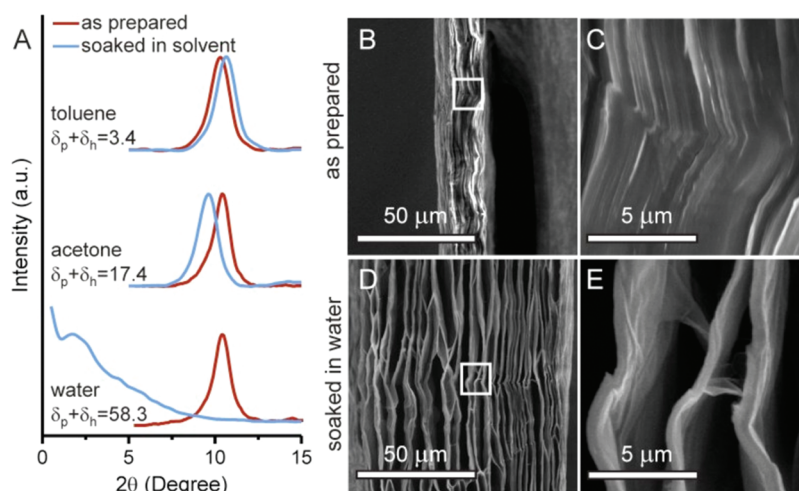 A
as prepared
soaked in solvent
toluene
δp+δh=3.4
acetone
δp+δh=17.4
water
δp+δh=58.3
Intensity (a.u.)
0 5 10 15
2θ (Degree)
as prepared
B
50 μm
C
5 μm
soaked in water
D
50 μm
E
5 μm